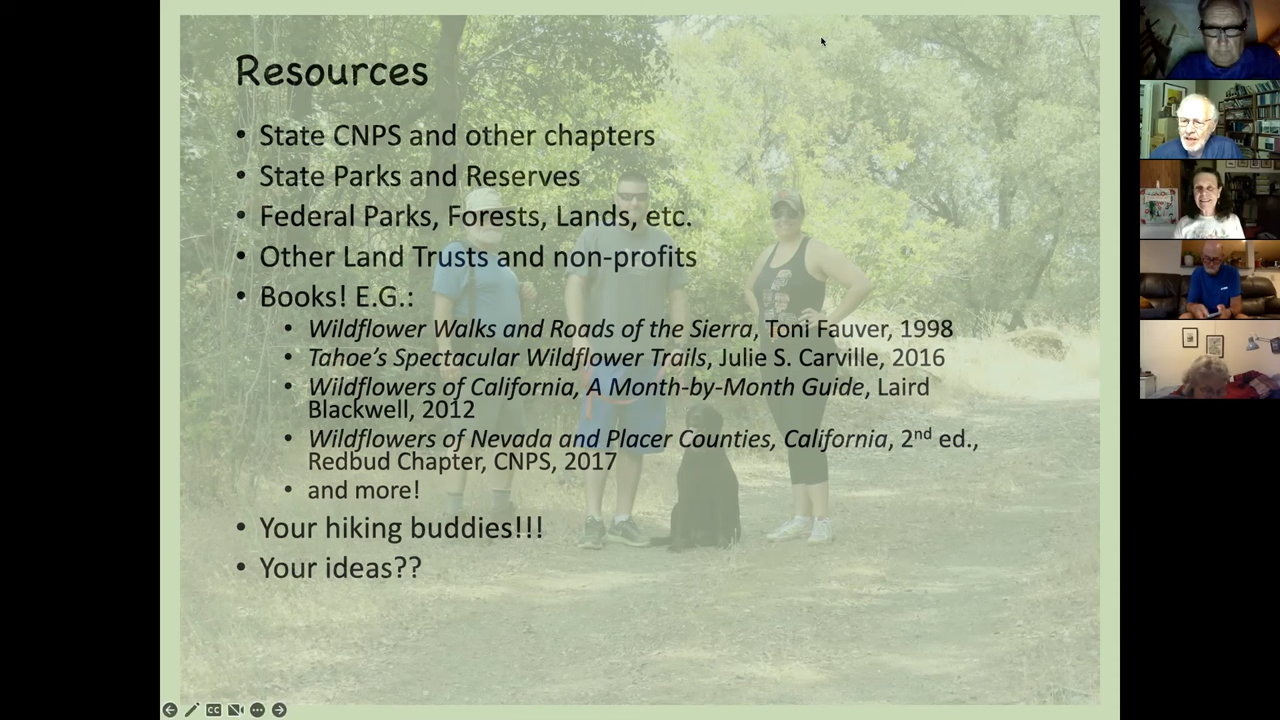 Resources
• State CNPS and other chapters
• State Parks and Reserves
• Federal Parks, Forests, Lands, etc.
• Other Land Trusts and non-profits
• Books! E.G.:
• Wildflower Walks and Roads of the Sierra, Toni Fauver, 1998
• Tahoe’s Spectacular Wildflower Trails, Julie S. Carville, 2016
• Wildflowers of California, A Month-by-Month Guide, Laird
Blackwell, 2012
• Wildflowers of Nevada and Placer Counties, California, 2nd ed.,
Redbud Chapter, CNPS, 2017
• and more!
• Your hiking buddies!!!
• Your ideas??
CC